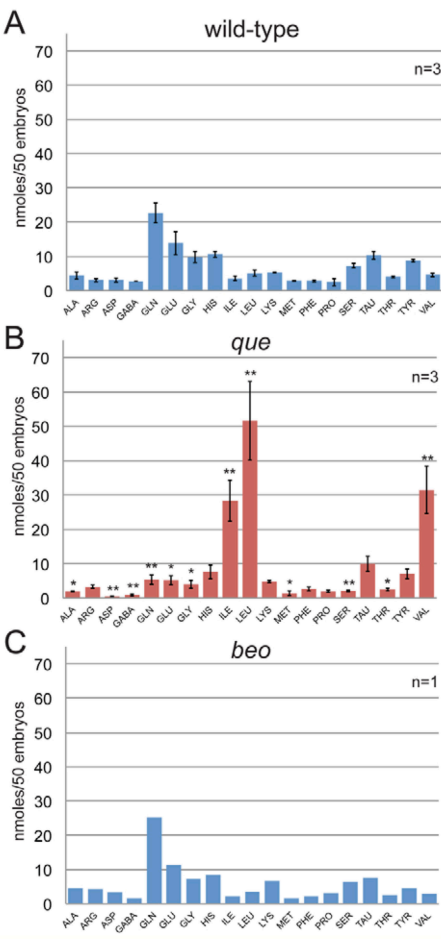 A
wild-type
n=3
nmoles/50 embryos
70
60
50
40
30
20
10
0
ALA ARG ASP GABA GLN GLU GLY HIS ILE LEU LYS MET PHE PRO SER TAU THR TYR VAL
B
que
n=3
nmoles/50 embryos
70
60
50
40
30
20
10
0
* ** ** ** * * ** ** * ** * **
ALA ARG ASP GABA GLN GLU GLY HIS ILE LEU LYS MET PHE PRO SER TAU THR TYR VAL
C
beo
n=1
nmoles/50 embryos
70
60
50
40
30
20
10
0
ALA ARG ASP GABA GLN GLU GLY HIS ILE LEU LYS MET PHE PRO SER TAU THR TYR VAL